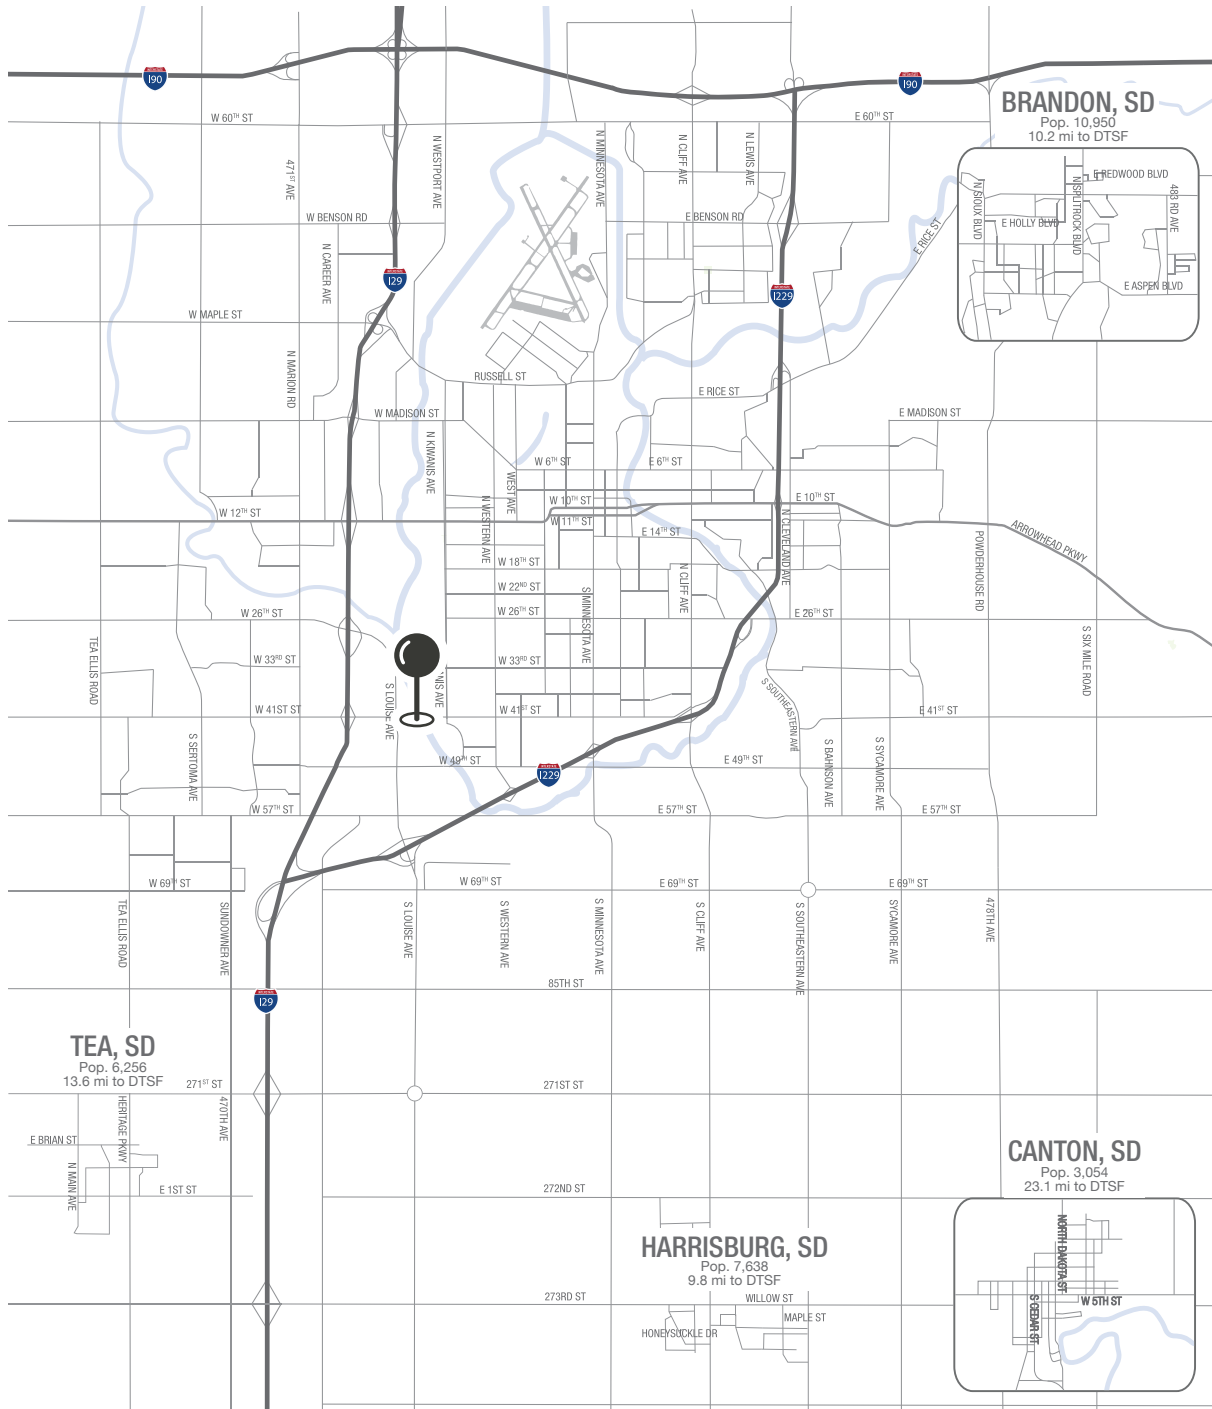 I90
I90
BRANDON, SD
Pop. 10,950
10.2 mi to DTSF
W 60TH ST
E 60TH ST
N WESTPORT AVE
N MINNESOTA AVE
N CLIFF AVE
N LEWIS AVE
471ST AVE
E REDWOOD BLVD
N SIOUX BLVD
N SPLITROCK BLVD
483 RD AVE
E HOLLY BLVD
E ASPEN BLVD
W BENSON RD
E BENSON RD
E RICE ST
N CAREER AVE
I29
I229
W MAPLE ST
N MARION RD
RUSSELL ST
E RICE ST
W MADISON ST
E MADISON ST
N KIWANIS AVE
W 6TH ST
E 6TH ST
WEST AVE
N WESTERN AVE
W 10TH ST
E 10TH ST
W 12TH ST
W 11TH ST
E 14TH ST
N CLEVELAND AVE
ARROWHEAD PKWY
POWDERHOUSE RD
W 18TH ST
N CLIFF AVE
W 22ND ST
S MINNESOTA AVE
W 26TH ST
W 26TH ST
E 26TH ST
TEA ELLIS ROAD
S SIX MILE ROAD
W 33RD ST
W 33RD ST
S LOUISE AVE
NIS AVE
S SOUTHEASTERN AVE
W 41ST ST
W 41ST ST
E 41ST ST
S SERTOMA AVE
S BAHNSON AVE
S SYCAMORE AVE
W 49TH ST
E 49TH ST
I229
W 57TH ST
E 57TH ST
E 57TH ST
W 69TH ST
W 69TH ST
E 69TH ST
E 69TH ST
TEA ELLIS ROAD
SUNDOWNER AVE
S LOUISE AVE
S WESTERN AVE
S MINNESOTA AVE
S CLIFF AVE
S SOUTHEASTERN AVE
SYCAMORE AVE
478TH AVE
85TH ST
I29
TEA, SD
Pop. 6,256
13.6 mi to DTSF
271ST ST
271ST ST
HERITAGE PKWY
470TH AVE
E BRIAN ST
N MAIN AVE
E 1ST ST
272ND ST
CANTON, SD
Pop. 3,054
23.1 mi to DTSF
NORTH DAKOTA ST
W 5TH ST
S CEDAR ST
HARRISBURG, SD
Pop. 7,638
9.8 mi to DTSF
273RD ST
WILLOW ST
MAPLE ST
HONEYSUCKLE DR